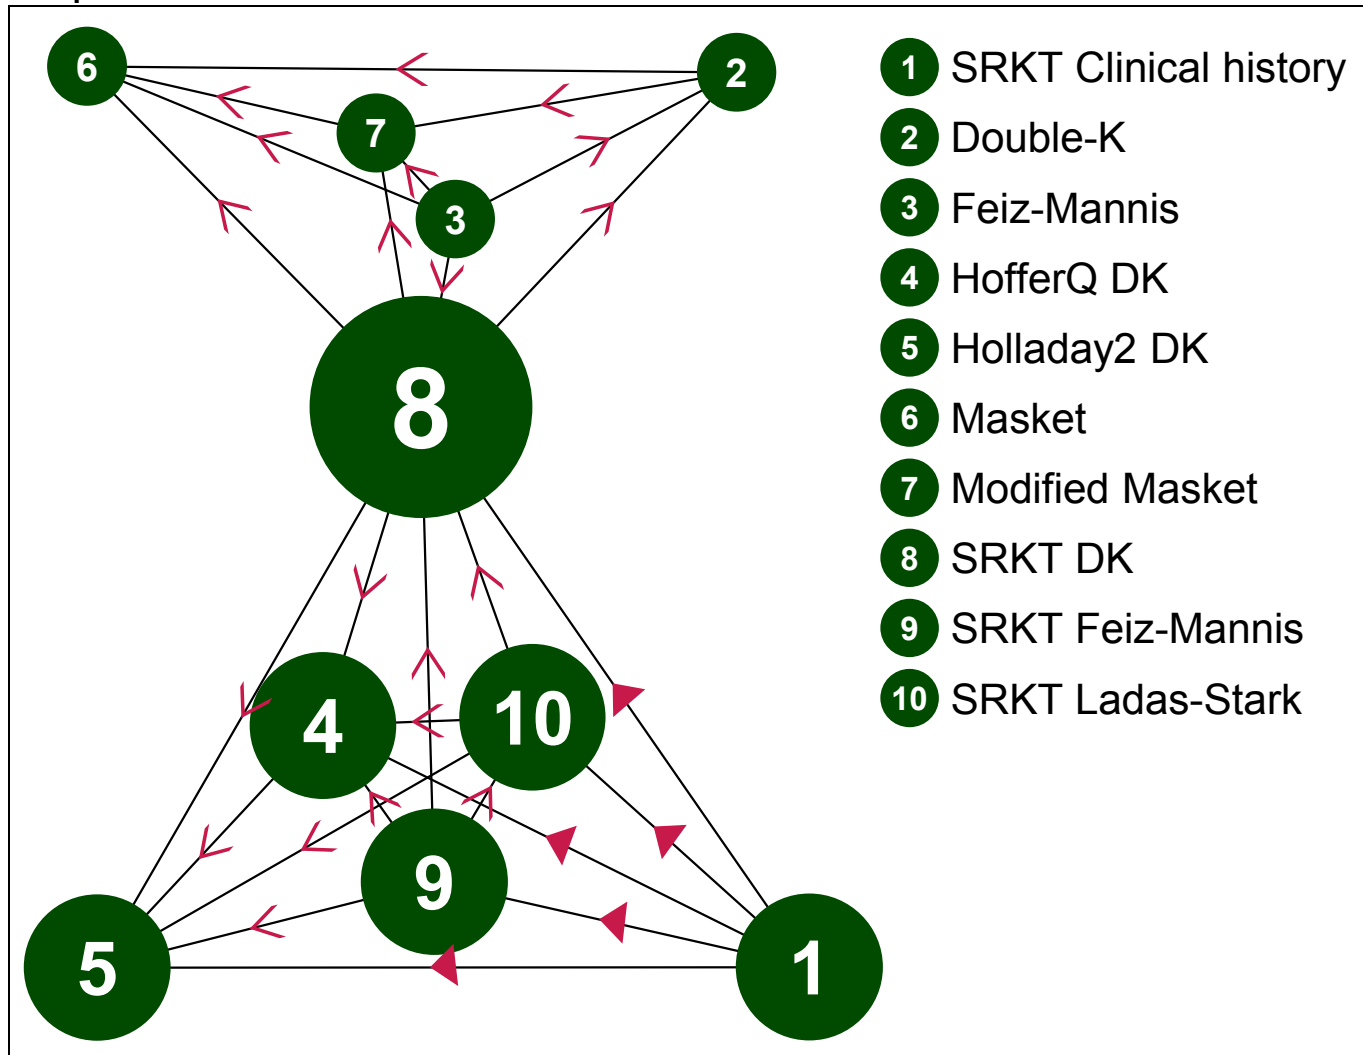 6
2
7
3
8
4
10
9
5
1
1 SRKT Clinical history
2 Double-K
3 Feiz-Mannis
4 HofferQ DK
5 Holladay2 DK
6 Masket
7 Modified Masket
8 SRKT DK
9 SRKT Feiz-Mannis
10 SRKT Ladas-Stark